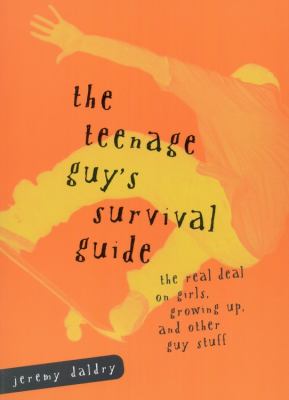 the
teenage
guy's
survival
guide
the real deal
on girls,
growing up,
and other
guy stuff
jeremy daldry